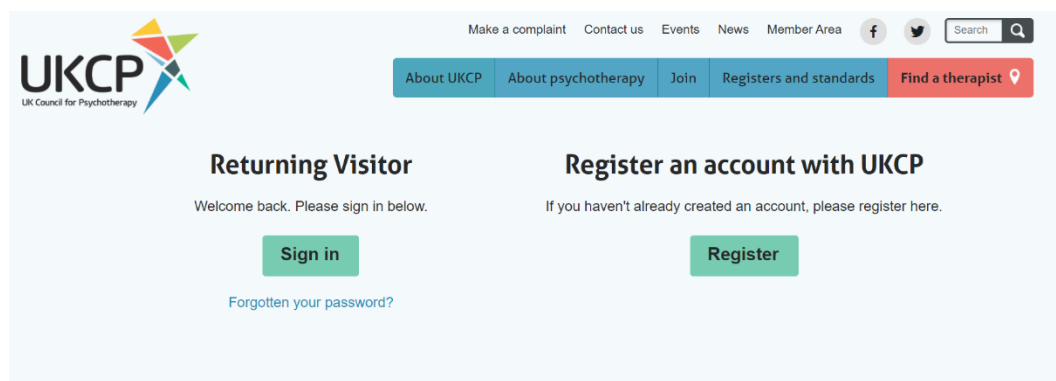 Make a complaint Contact us Events News Member Area f Search
UKCP
UK Council for Psychotherapy
About UKCP About psychotherapy Join Registers and standards Find a therapist
Returning Visitor
Welcome back. Please sign in below.
Sign in
Forgotten your password?
Register an account with UKCP
If you haven't already created an account, please register here.
Register